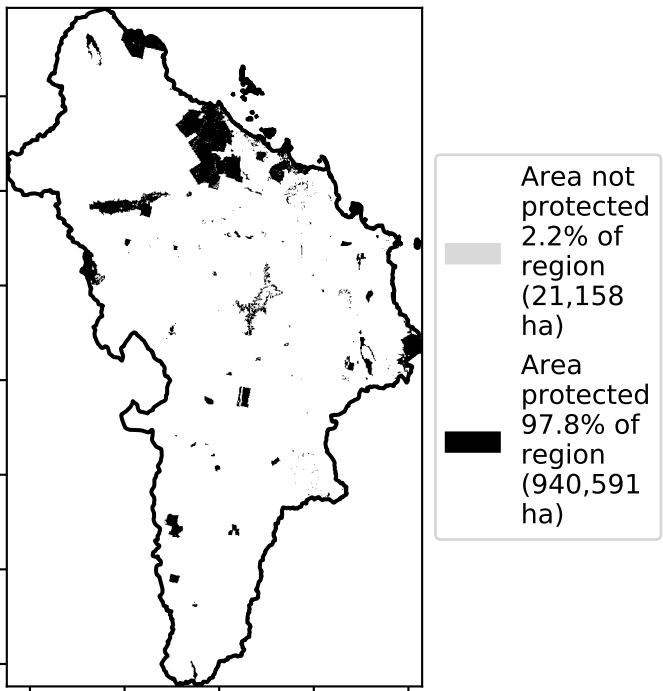 Area not
protected
2.2% of
region
(21,158
ha)
Area
protected
97.8% of
region
(940,591
ha)